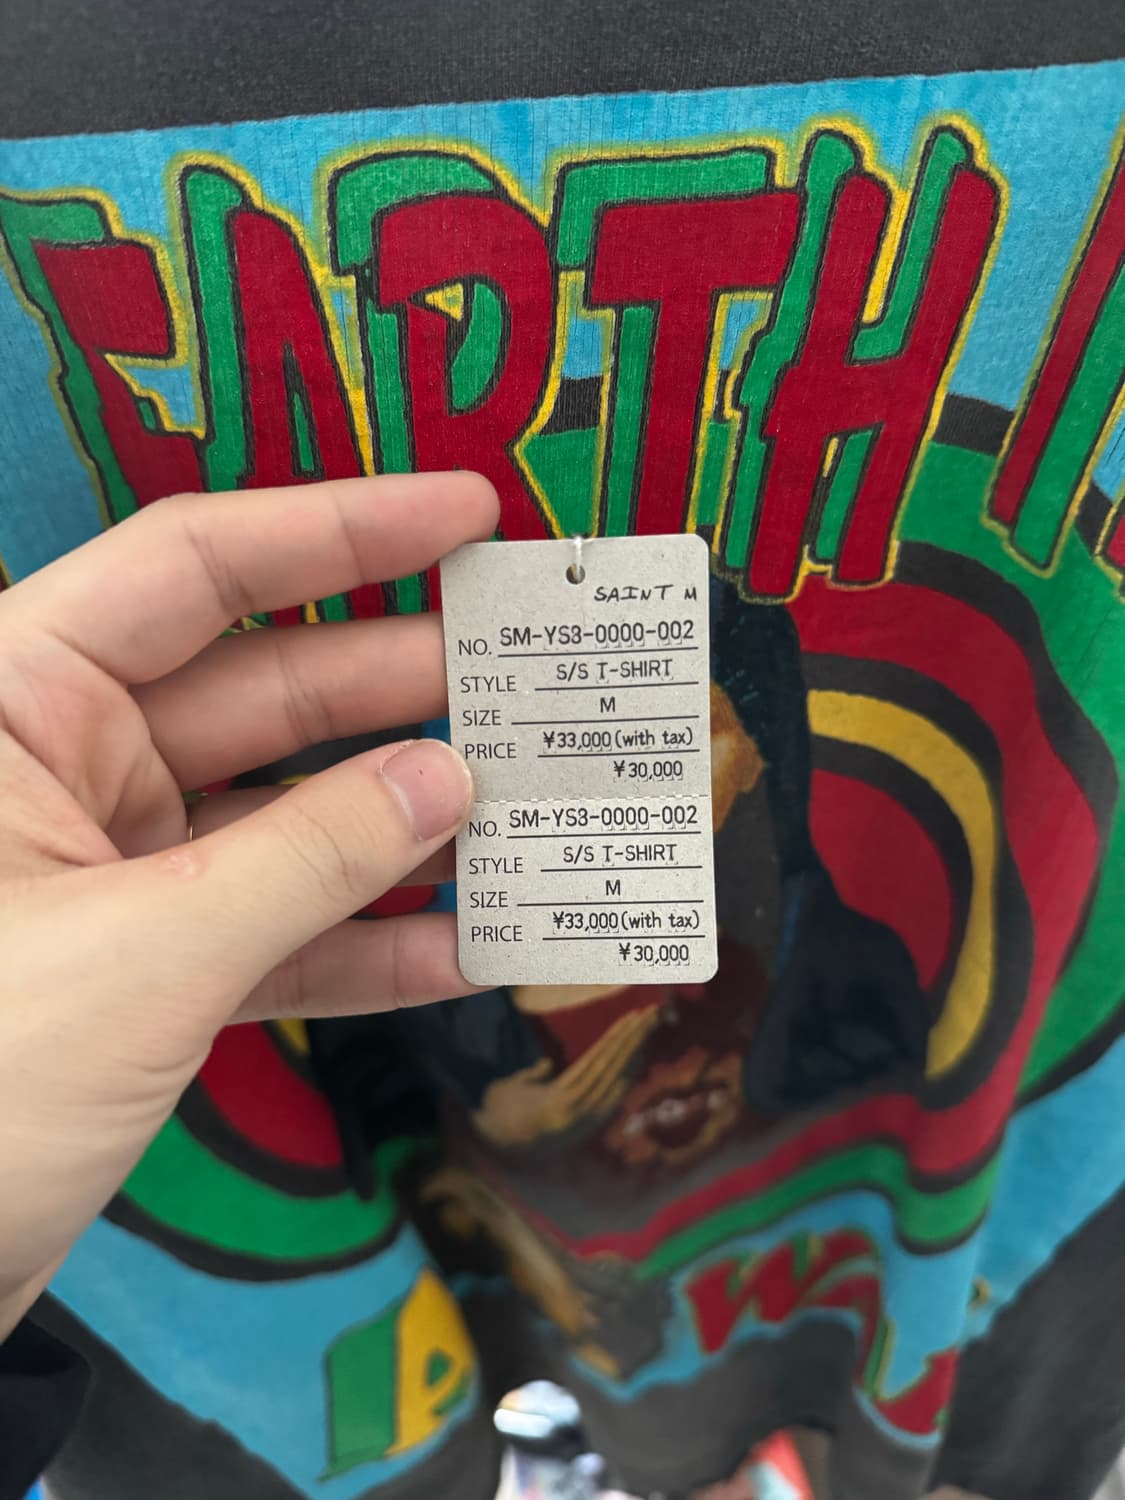 EARTH
SAINT M
NO. SM-YS3-0000-002
STYLE S/S T-SHIRT
SIZE M
PRICE ¥33,000(with tax)
¥30,000
NO. SM-YS3-0000-002
STYLE S/S T-SHIRT
SIZE M
PRICE ¥33,000(with tax)
¥30,000